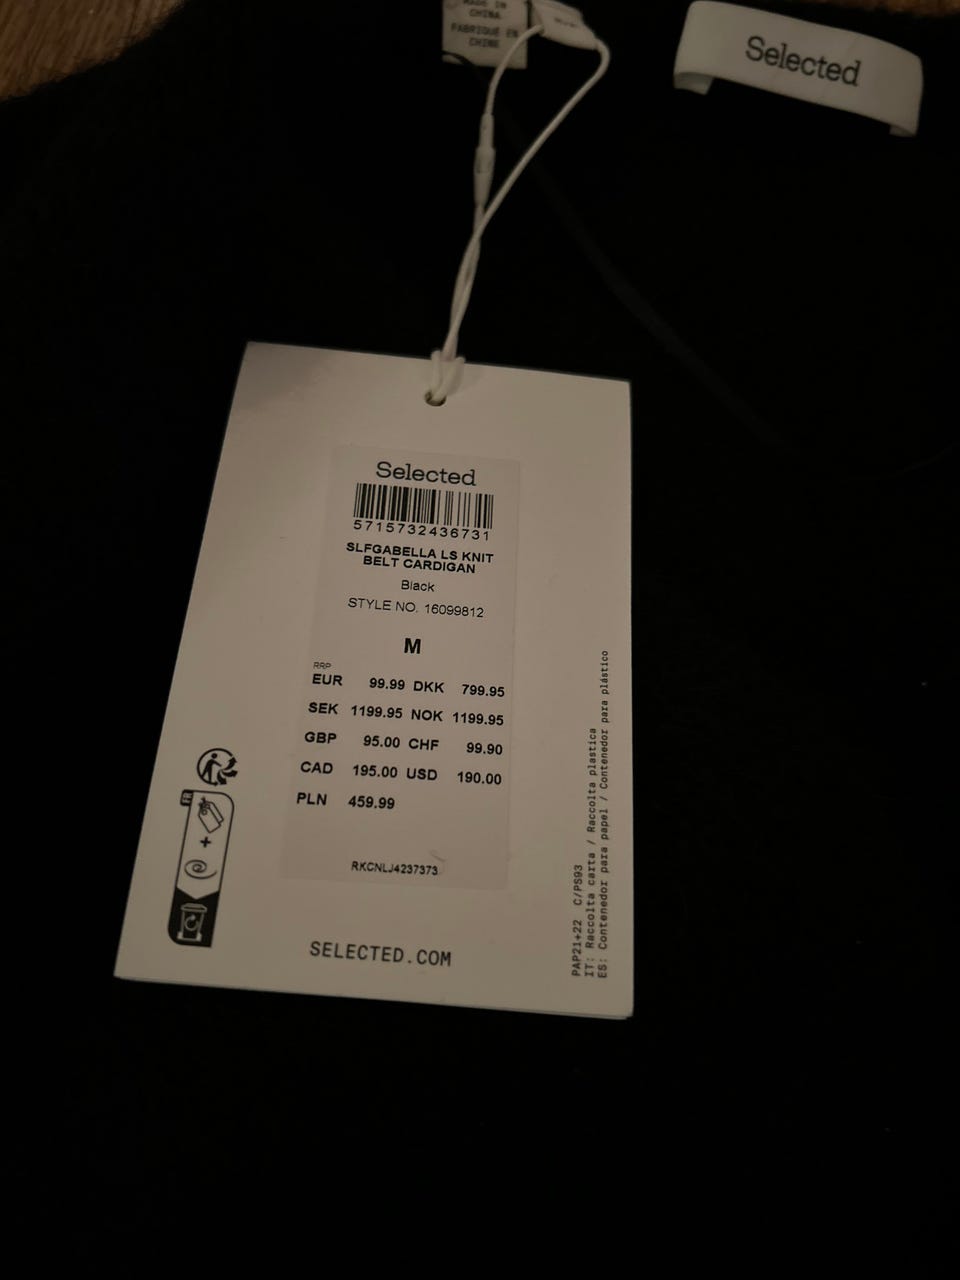 MADE IN
CHINA
FABRIQUÉ EN
CHINE
Selected
Selected
5715732436731
SLFGABELLA LS KNIT
BELT CARDIGAN
Black
STYLE NO. 16099812
M
RRP
EUR 99.99 DKK 799.95
SEK 1199.95 NOK 1199.95
GBP 95.00 CHF 99.90
CAD 195.00 USD 190.00
PLN 459.99
RKCNLJ4237373
FR
+
SELECTED.COM
PAP21+22 C/PS93
IT: Raccolta carta / Raccolta plastica
ES: Contenedor para papel / Contenedor para plástico